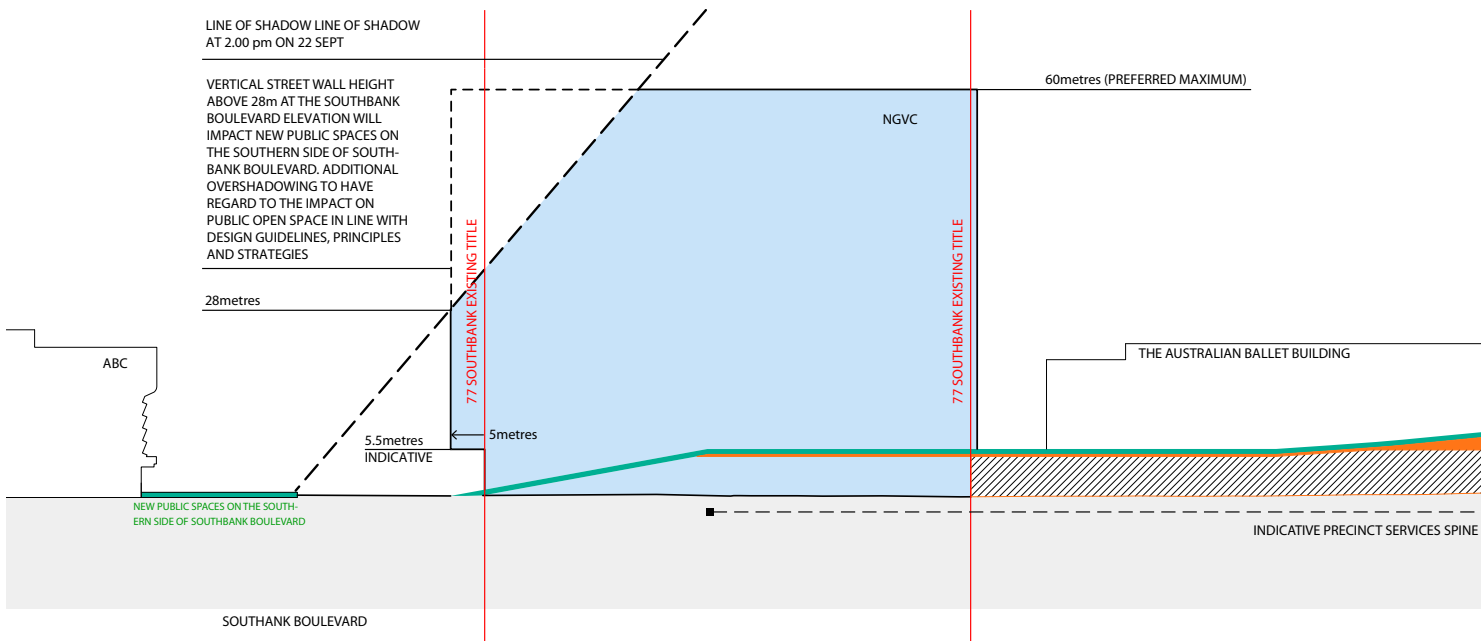 LINE OF SHADOW LINE OF SHADOW
AT 2.00 pm ON 22 SEPT
VERTICAL STREET WALL HEIGHT
ABOVE 28m AT THE SOUTHBANK
BOULEVARD ELEVATION WILL
IMPACT NEW PUBLIC SPACES ON
THE SOUTHERN SIDE OF SOUTH-
BANK BOULEVARD. ADDITIONAL
OVERSHADOWING TO HAVE
REGARD TO THE IMPACT ON
PUBLIC OPEN SPACE IN LINE WITH
DESIGN GUIDELINES, PRINCIPLES
AND STRATEGIES
28metres
60metres (PREFERRED MAXIMUM)
NGVC
77 SOUTHBANK EXISTING TITLE
77 SOUTHBANK EXISTING TITLE
ABC
THE AUSTRALIAN BALLET BUILDING
5metres
5.5metres
INDICATIVE
NEW PUBLIC SPACES ON THE SOUTH-
ERN SIDE OF SOUTHBANK BOULEVARD
INDICATIVE PRECINCT SERVICES SPINE
SOUTHANK BOULEVARD